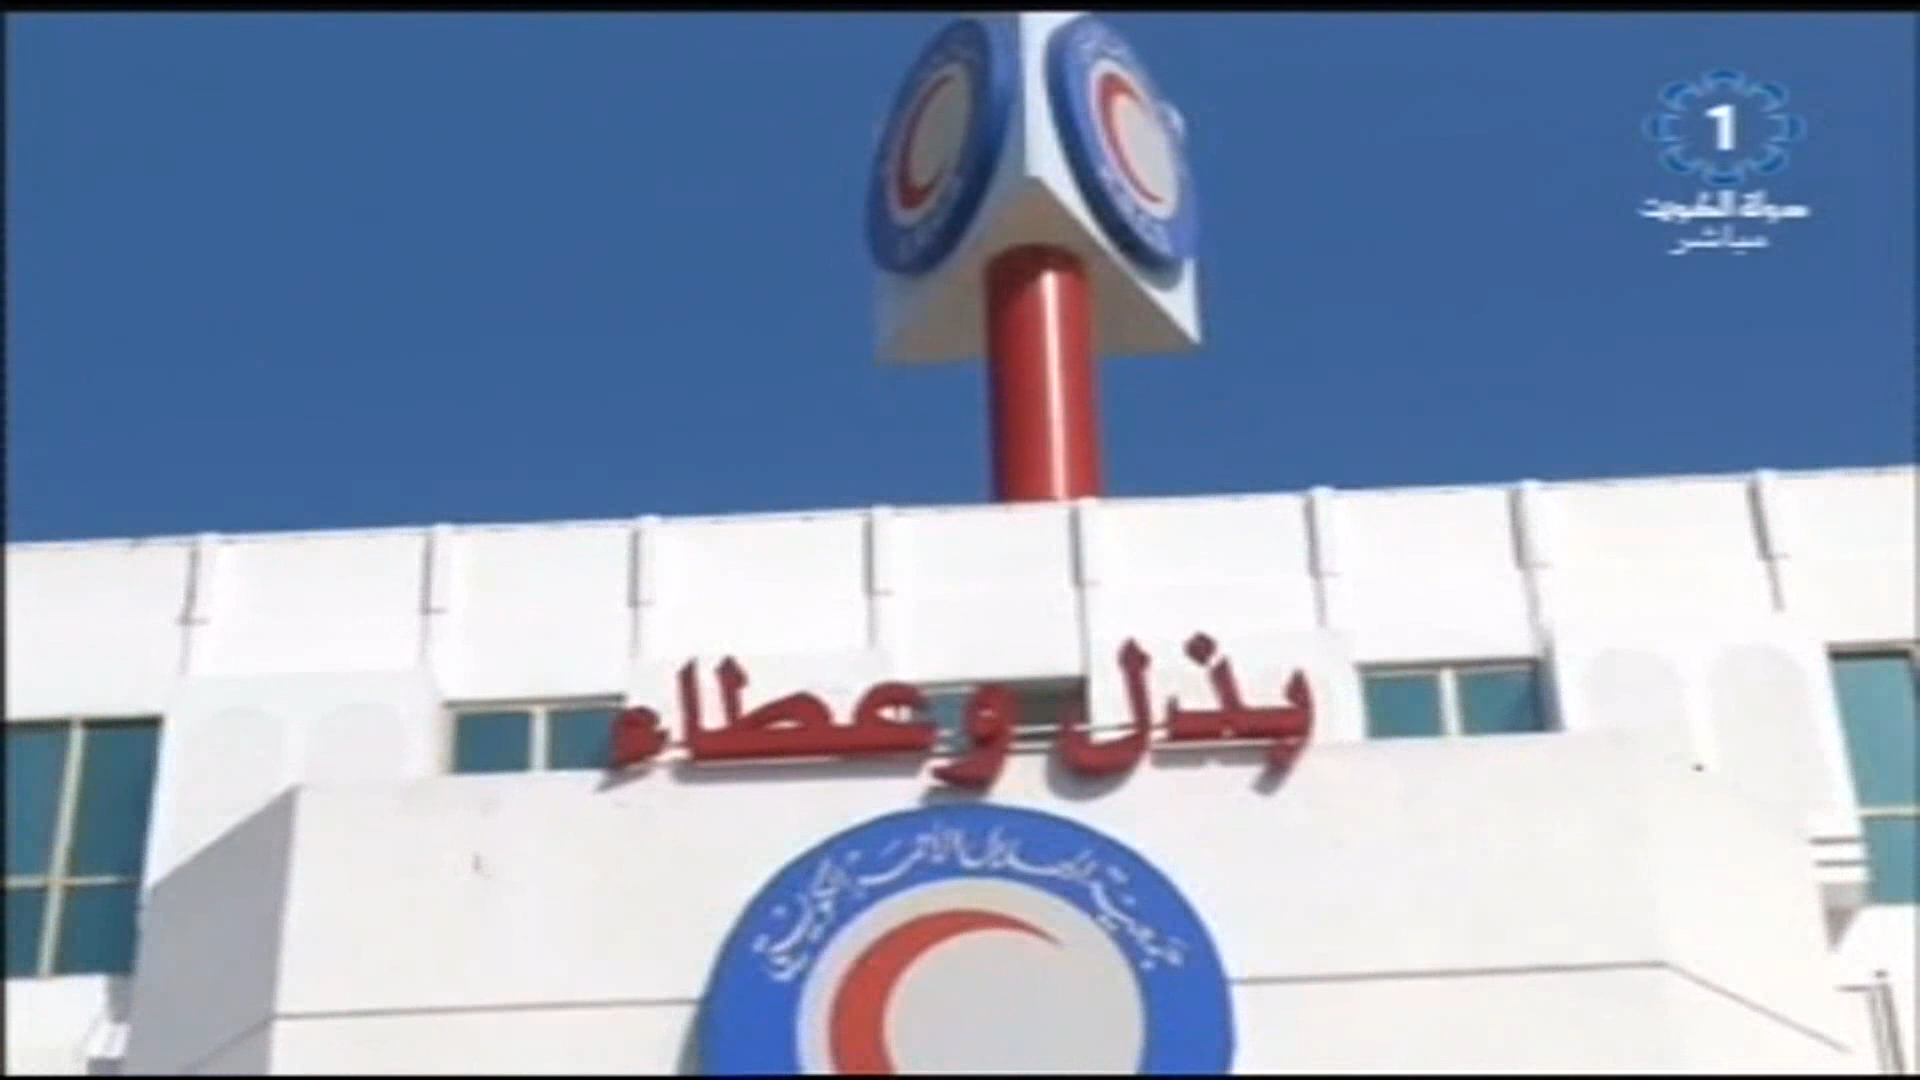 1
دولة الكويت
مباشر
بذل وعطاء
جمعية الهلال الأحمر الكويتي